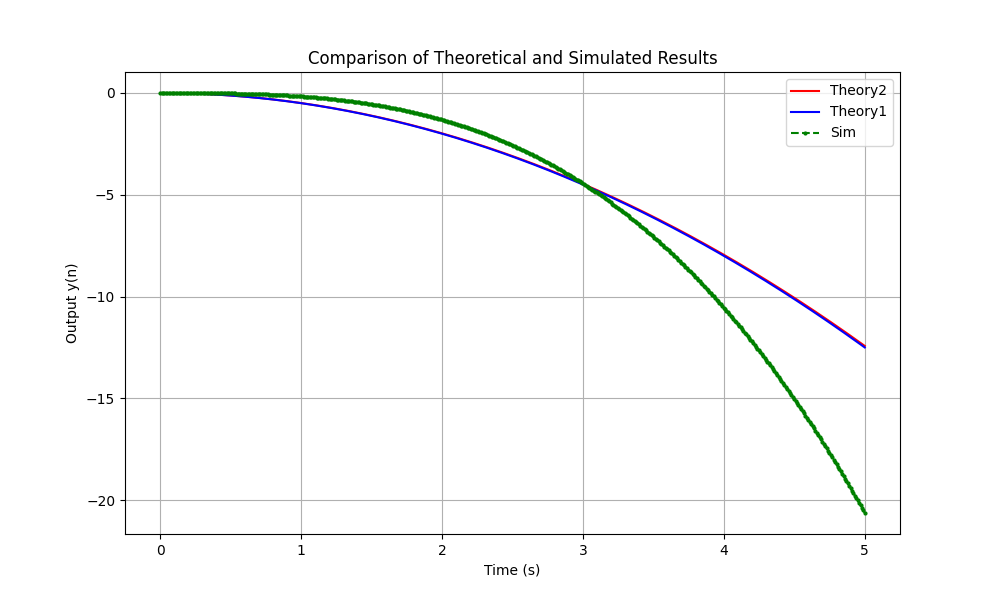 Comparison of Theoretical and Simulated Results
Theory2
Theory1
Sim
Output y(n)
0
−5
−10
−15
−20
0 1 2 3 4 5
Time (s)